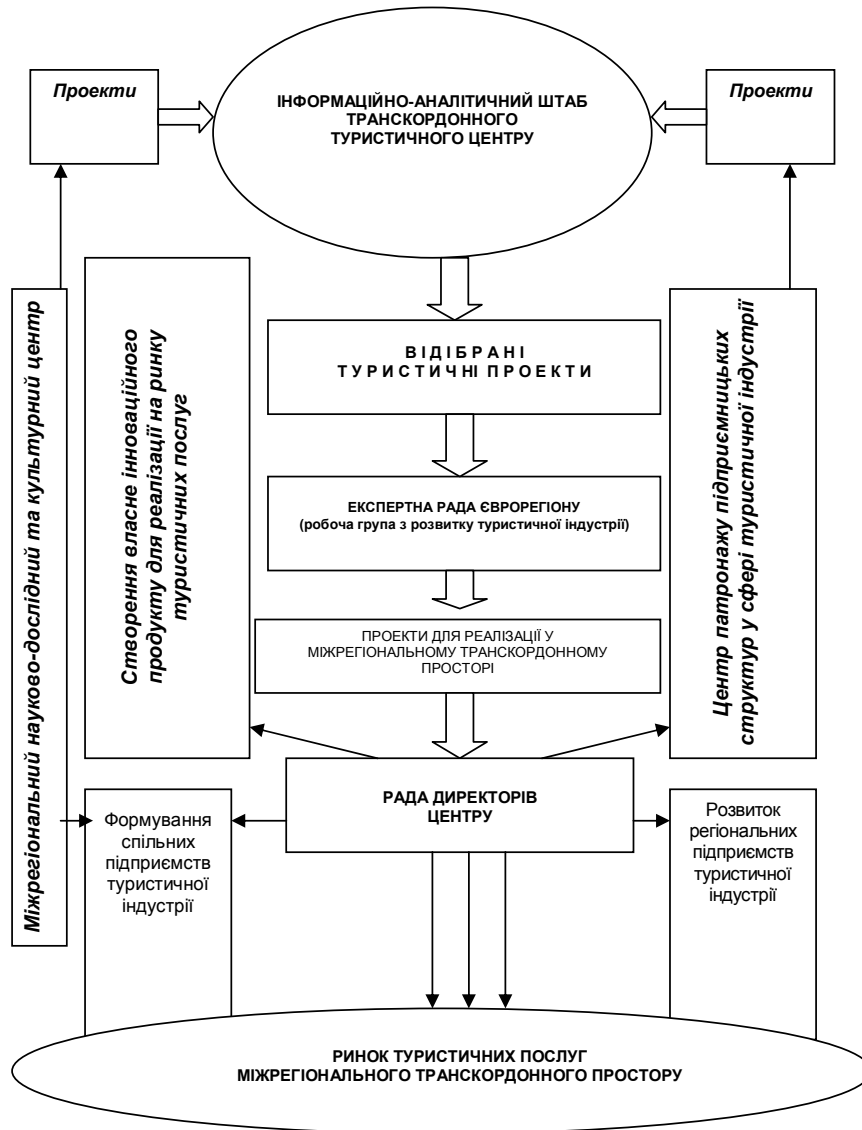 Проекти
ІНФОРМАЦІЙНО-АНАЛІТИЧНИЙ ШТАБ
ТРАНСКОРДОННОГО
ТУРИСТИЧНОГО ЦЕНТРУ
Проекти
Міжрегіональний науково-дослідний та культурний центр
Створення власне інноваційного
продукту для реалізації на ринку
туристичних послуг
В І Д І Б Р А Н І
Т У Р И С Т И Ч Н І  П Р О Е К Т И
ЕКСПЕРТНА РАДА ЄВРОРЕГІОНУ
(робоча група з розвитку туристичної індустрії)
ПРОЕКТИ ДЛЯ РЕАЛІЗАЦІЇ У
МІЖРЕГІОНАЛЬНОМУ ТРАНСКОРДОННОМУ
ПРОСТОРІ
Центр патронажу підприємницьких
структур у сфері туристичної індустрії
РАДА ДИРЕКТОРІВ
ЦЕНТРУ
Формування
спільних
підприємств
туристичної
індустрії
Розвиток
регіональних
підприємств
туристичної
індустрії
РИНОК ТУРИСТИЧНИХ ПОСЛУГ
МІЖРЕГІОНАЛЬНОГО ТРАНСКОРДОННОГО ПРОСТОРУ